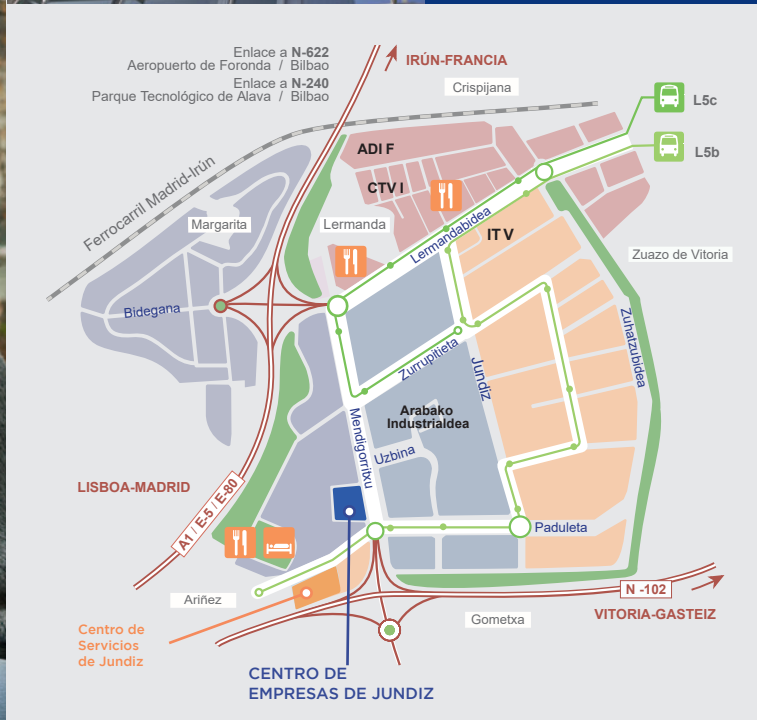 Enlace a N-622
Aeropuerto de Foronda / Bilbao
Enlace a N-240
Parque Tecnológico de Alava / Bilbao
IRÚN-FRANCIA
Crispijana
L5c
L5b
ADI F
CTV I
Ferrocarril Madrid-Irún
Margarita
Lermanda
Lermandabidea
IT V
Zuazo de Vitoria
Bidegana
Zuhatzubidea
Zurrupitieta
Jundiz
Mendigorritxu
Arabako
Industrialdea
Uzbina
LISBOA-MADRID
A1 / E-5 / E-80
Paduleta
Ariñez
N -102
Gometxa
VITORIA-GASTEIZ
Centro de
Servicios
de Jundiz
CENTRO DE
EMPRESAS DE JUNDIZ